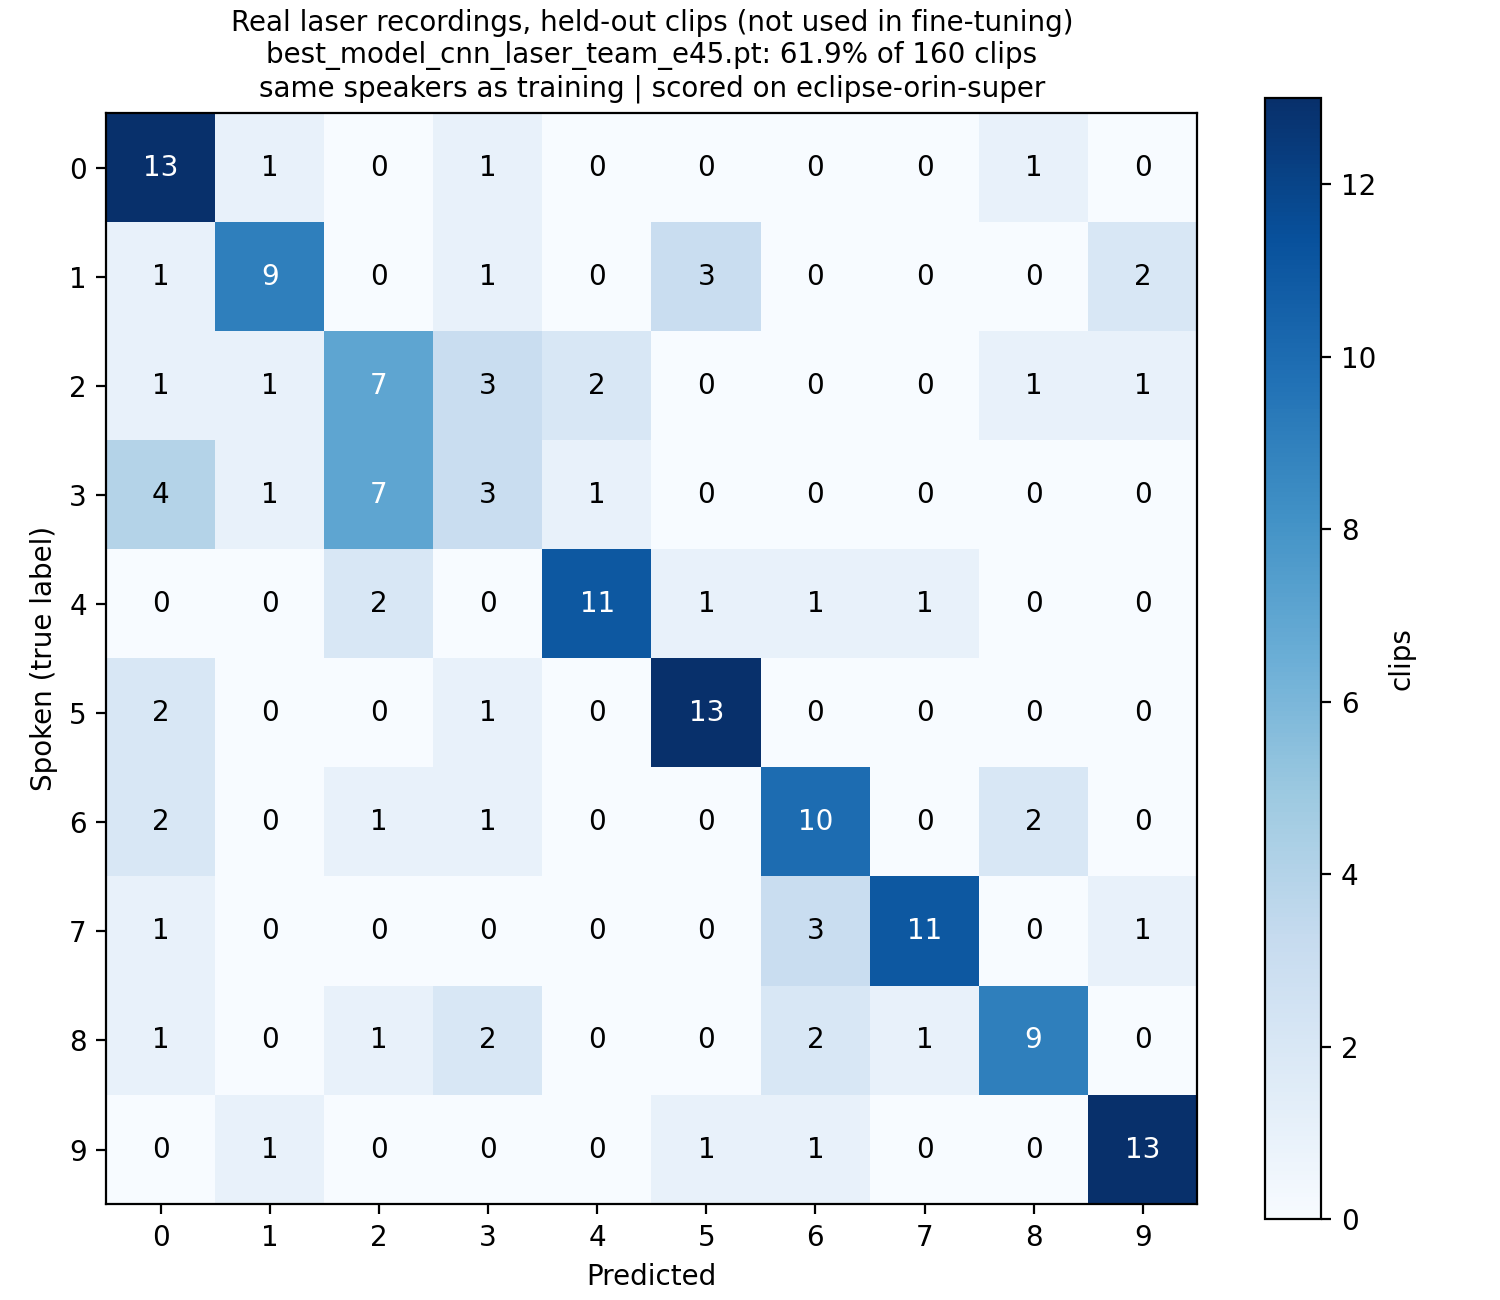 Real laser recordings, held-out clips (not used in fine-tuning)
best_model_cnn_laser_team_e45.pt: 61.9% of 160 clips
same speakers as training | scored on eclipse-orin-super
Spoken (true label)
0 13 1 0 1 0 0 0 0 1 0
1 1 9 0 1 0 3 0 0 0 2
2 1 1 7 3 2 0 0 0 1 1
3 4 1 7 3 1 0 0 0 0 0
4 0 0 2 0 11 1 1 1 0 0
5 2 0 0 1 0 13 0 0 0 0
6 2 0 1 1 0 0 10 0 2 0
7 1 0 0 0 0 0 3 11 0 1
8 1 0 1 2 0 0 2 1 9 0
9 0 1 0 0 0 1 1 0 0 13
0 1 2 3 4 5 6 7 8 9
Predicted
12
10
8
6
4
2
0
clips